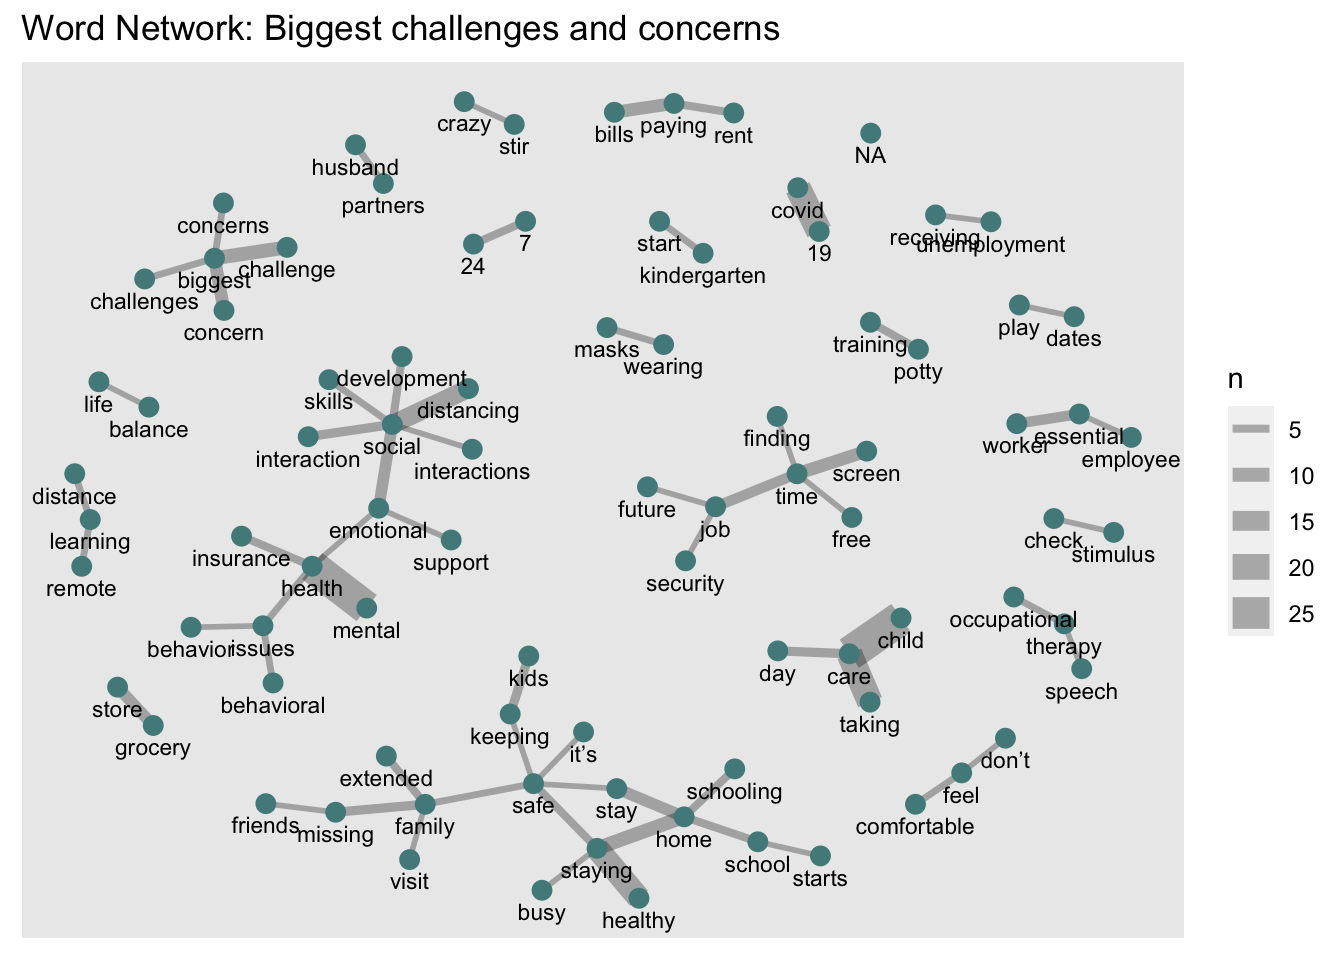 Word Network: Biggest challenges and concerns
crazy
stir
bills
paying
rent
NA
husband
partners
covid
19
concerns
biggest
challenge
challenges
concern
24
7
start
kindergarten
receiving
unemployment
play
dates
masks
wearing
training
potty
life
balance
development
skills
distancing
social
interaction
interactions
emotional
support
finding
screen
time
future
job
free
security
worker
essential
employee
distance
learning
remote
insurance
health
mental
behavior
issues
behavioral
check
stimulus
occupational
therapy
speech
child
day
care
taking
store
grocery
kids
keeping
it's
extended
safe
stay
schooling
friends
missing
family
home
school
starts
visit
staying
busy
healthy
don't
feel
comfortable
n
5
10
15
20
25